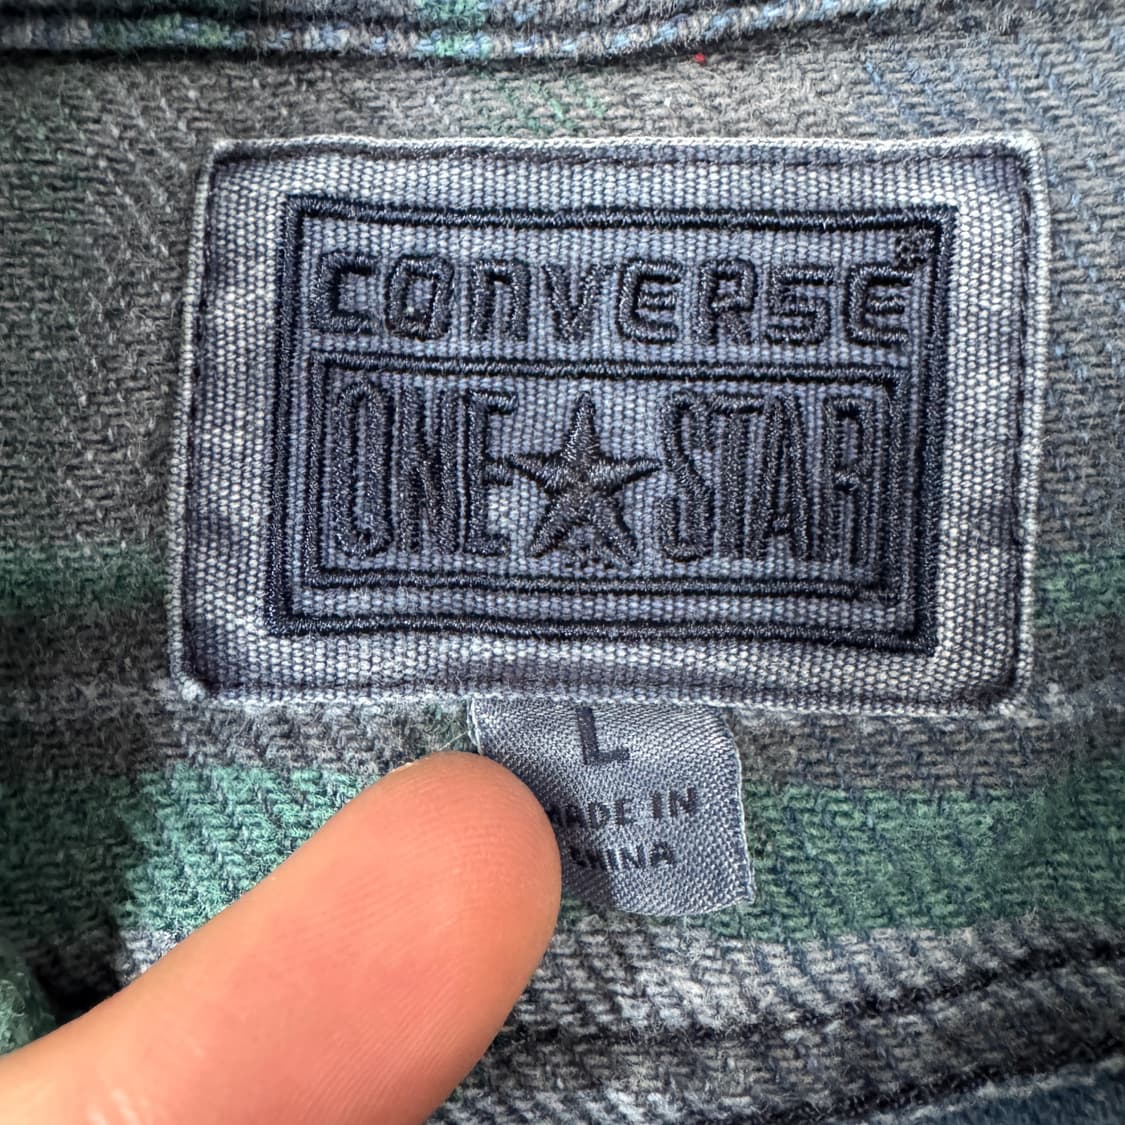 CONVERSE
ONE★STAR
L
MADE IN
CHINA